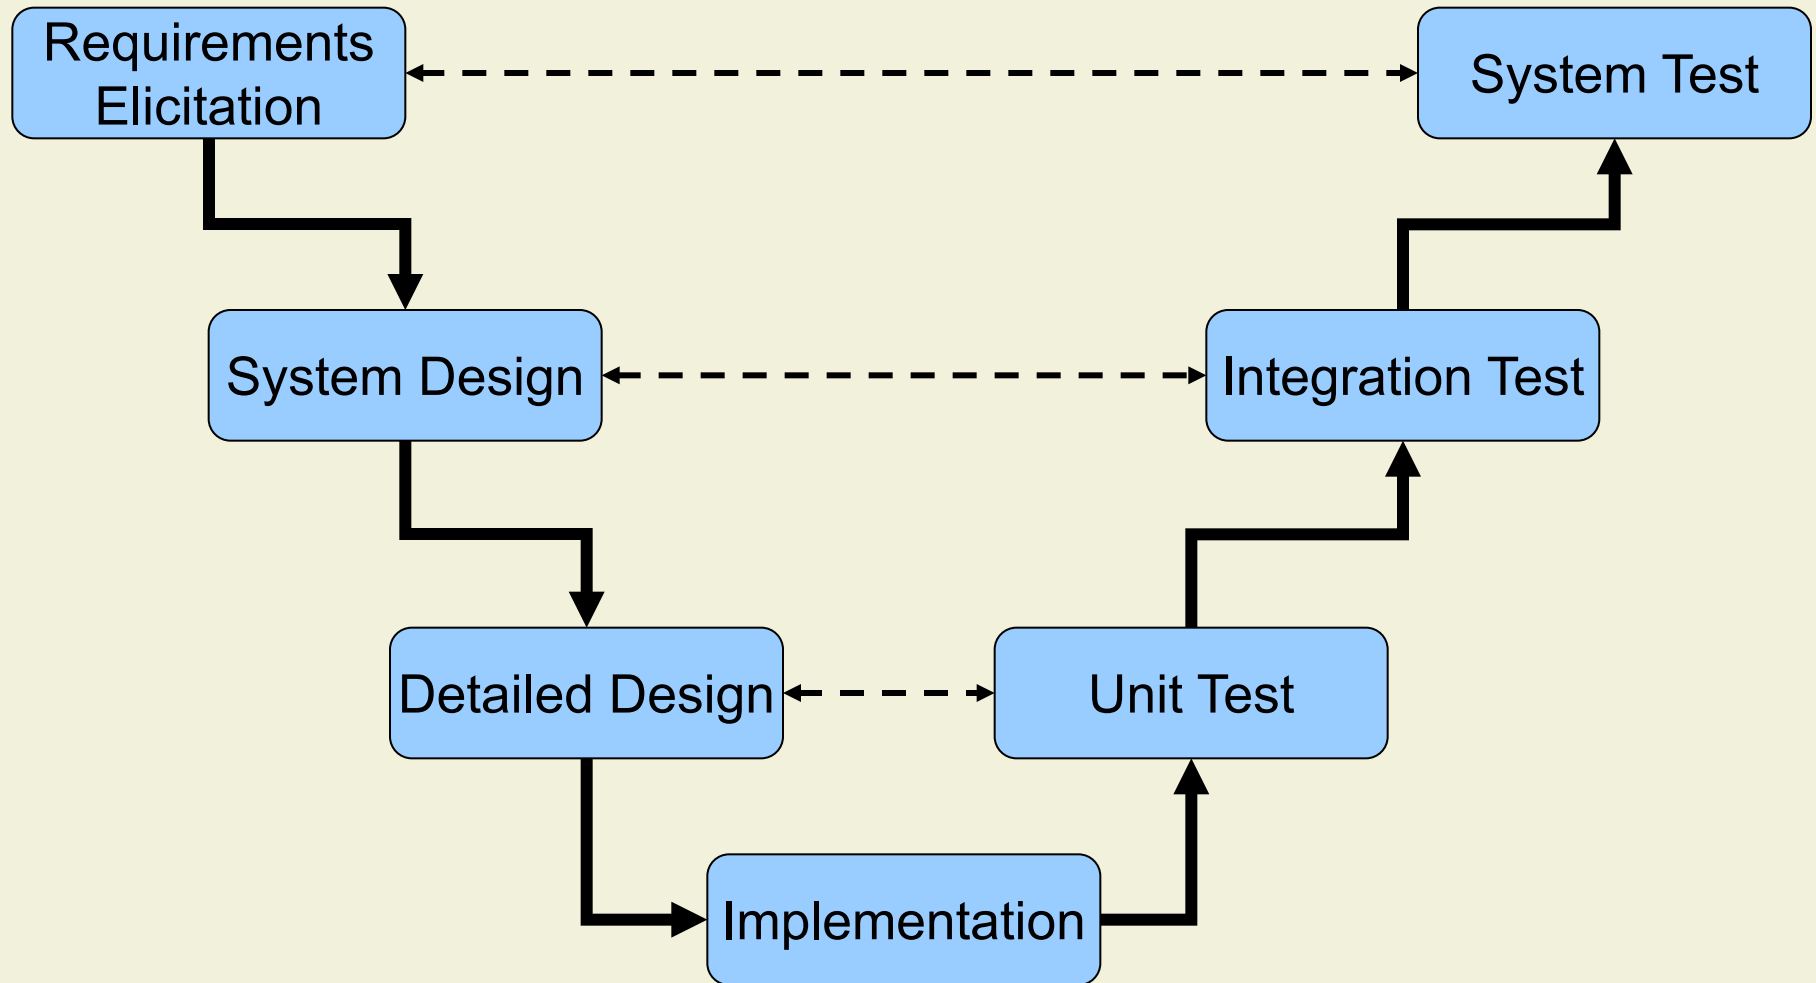 Requirements
Elicitation
System Test
System Design
Integration Test
Detailed Design
Unit Test
Implementation